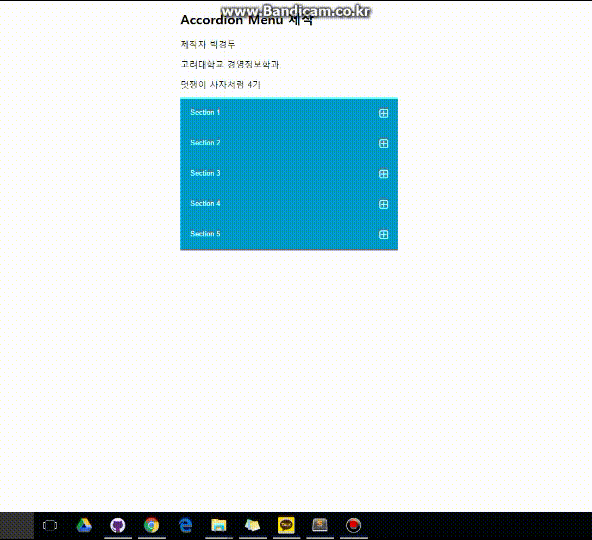 www.Bandicam.co.kr
Accordion Menu 제작
제작자 박경두
고려대학교 경영정보학과
멋쟁이 사자처럼 4기
Section 1
Section 2
Section 3
Section 4
Section 5